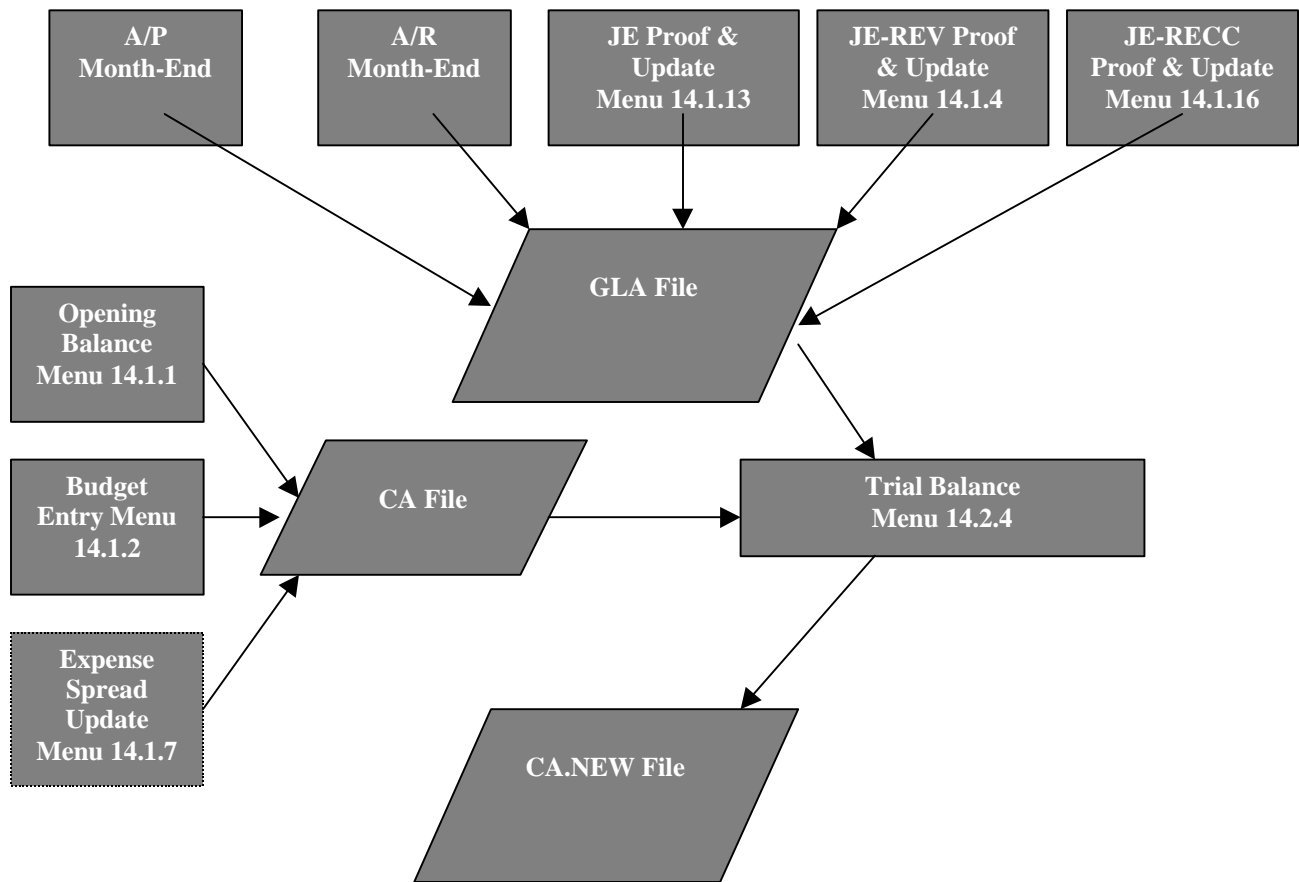 A/P
Month-End
A/R
Month-End
JE Proof &
Update
Menu 14.1.13
JE-REV Proof
& Update
Menu 14.1.4
JE-RECC
Proof & Update
Menu 14.1.16
GLA File
Opening
Balance
Menu 14.1.1
Budget
Entry Menu
14.1.2
CA File
Trial Balance
Menu 14.2.4
Expense
Spread
Update
Menu 14.1.7
CA.NEW File